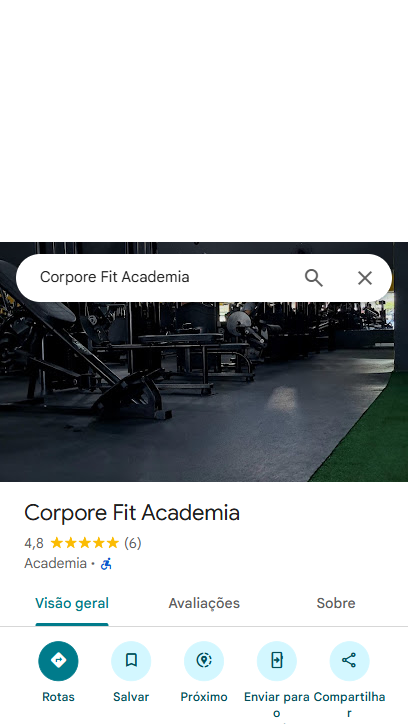 Corpore Fit Academia
Corpore Fit Academia
4,8 (6)
Academia ·
Visão geral Avaliações Sobre
Rotas Salvar Próximo Enviar para o Compartilhar